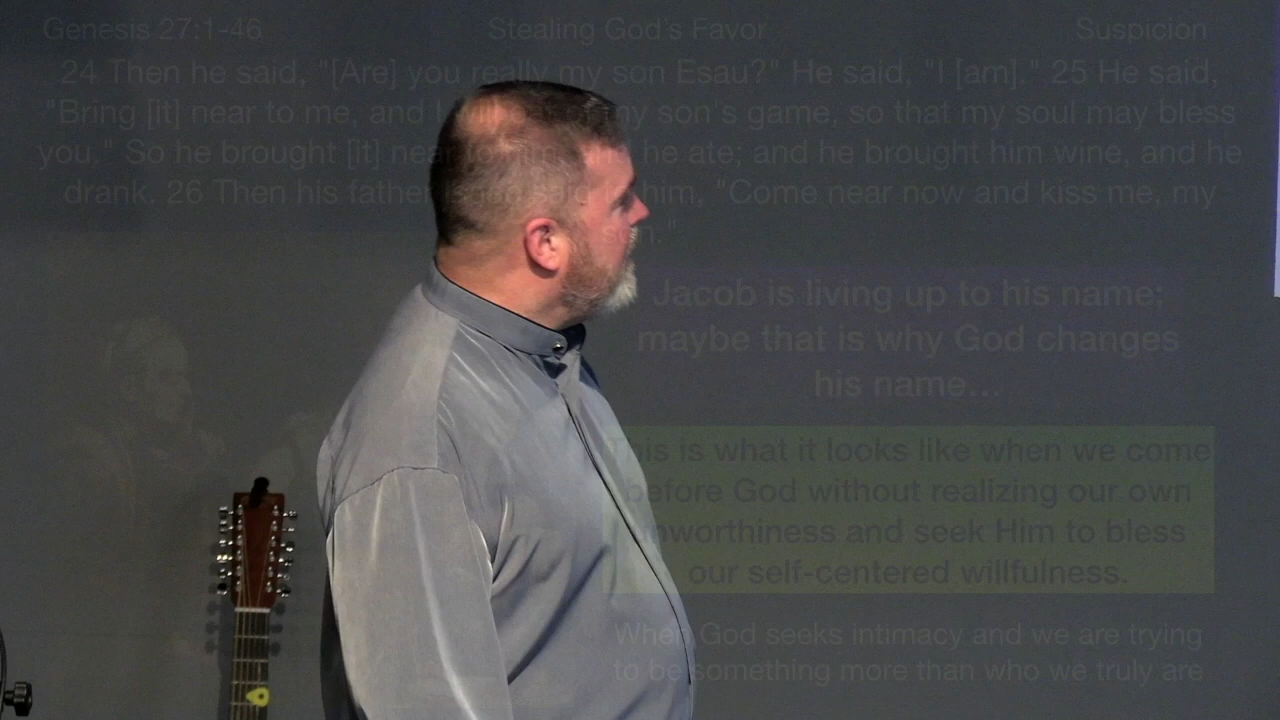 Genesis 27:1-46 Stealing God's Favor Suspicion
24 Then he said, "[Are] you really my son Esau?" He said, "I [am]." 25 He said,
"Bring [it] near to me, and my son's game, so that my soul may bless
you." So he brought [it] he ate; and he brought him wine, and he
drank. 26 Then his father him, "Come near now and kiss me, my
Jacob is living up to his name;
maybe that is why God changes
his name...
This is what it looks like when we come
before God without realizing our own
unworthiness and seek Him to bless
our self-centered willfulness.
When God seeks intimacy and we are trying
to be something more than who we truly are